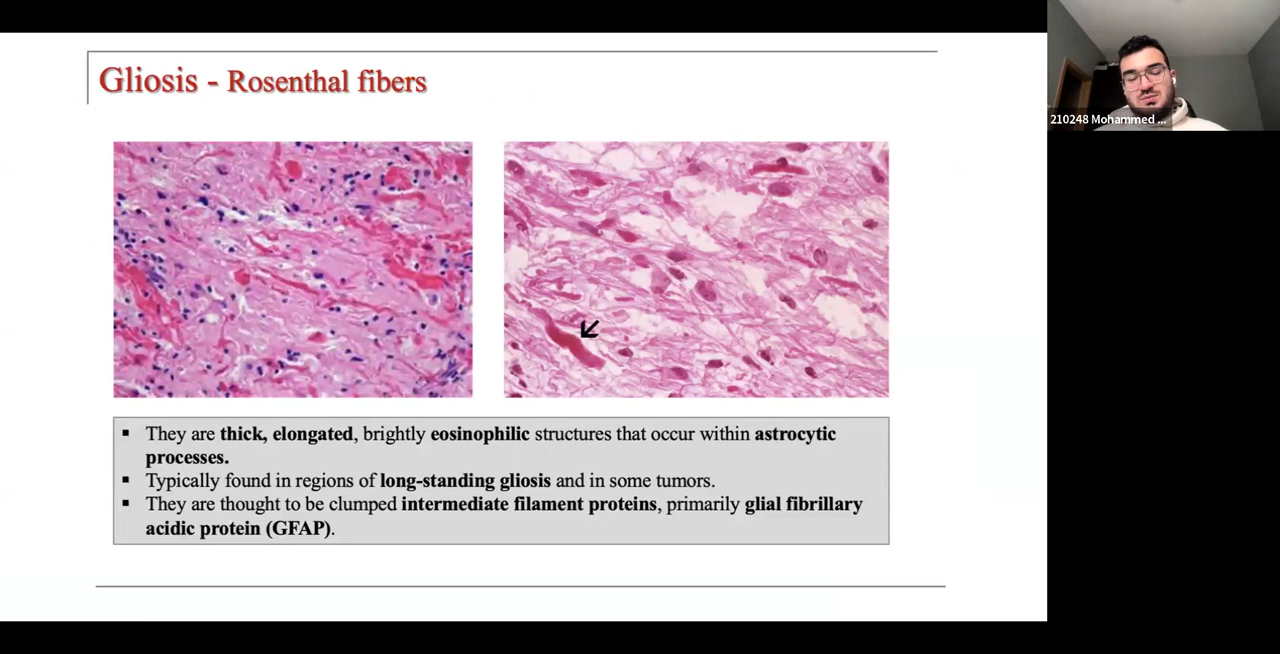 Gliosis - Rosenthal fibers
210248 Mohammed ...
▪ They are thick, elongated, brightly eosinophilic structures that occur within astrocytic
processes.
▪ Typically found in regions of long-standing gliosis and in some tumors.
▪ They are thought to be clumped intermediate filament proteins, primarily glial fibrillary
acidic protein (GFAP).